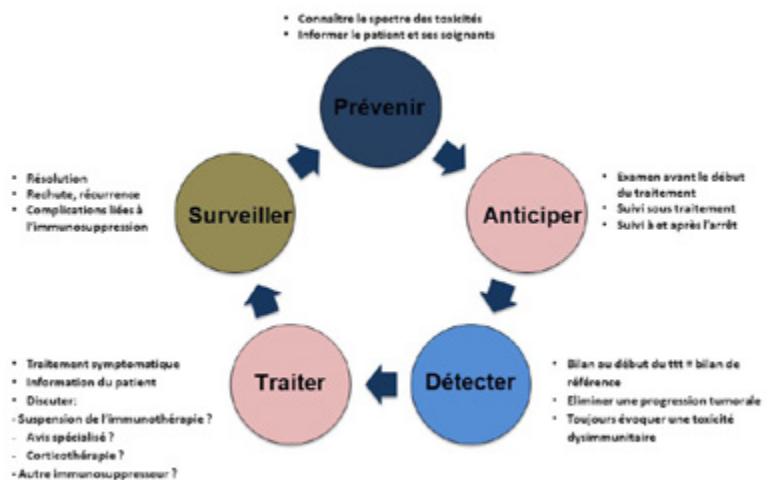 • Connaître le spectre des toxicités
• Informer le patient et ses soignants
Prévenir
• Examen avant le début
du traitement
• Suivi sous traitement
• Suivi à et après l'arrêt
Anticiper
• Bilan au début du ttt = bilan de
référence
• Eliminer une progression tumorale
• Toujours évoquer une toxicité
dysimmunitaire
Détecter
• Traitement symptomatique
• Information du patient
• Discuter:
- Suspension de l'immunothérapie ?
- Avis spécialisé ?
- Corticothérapie ?
- Autre immunosuppresseur ?
Traiter
• Résolution
• Rechute, récurrence
• Complications liées à
l'immunosuppression
Surveiller